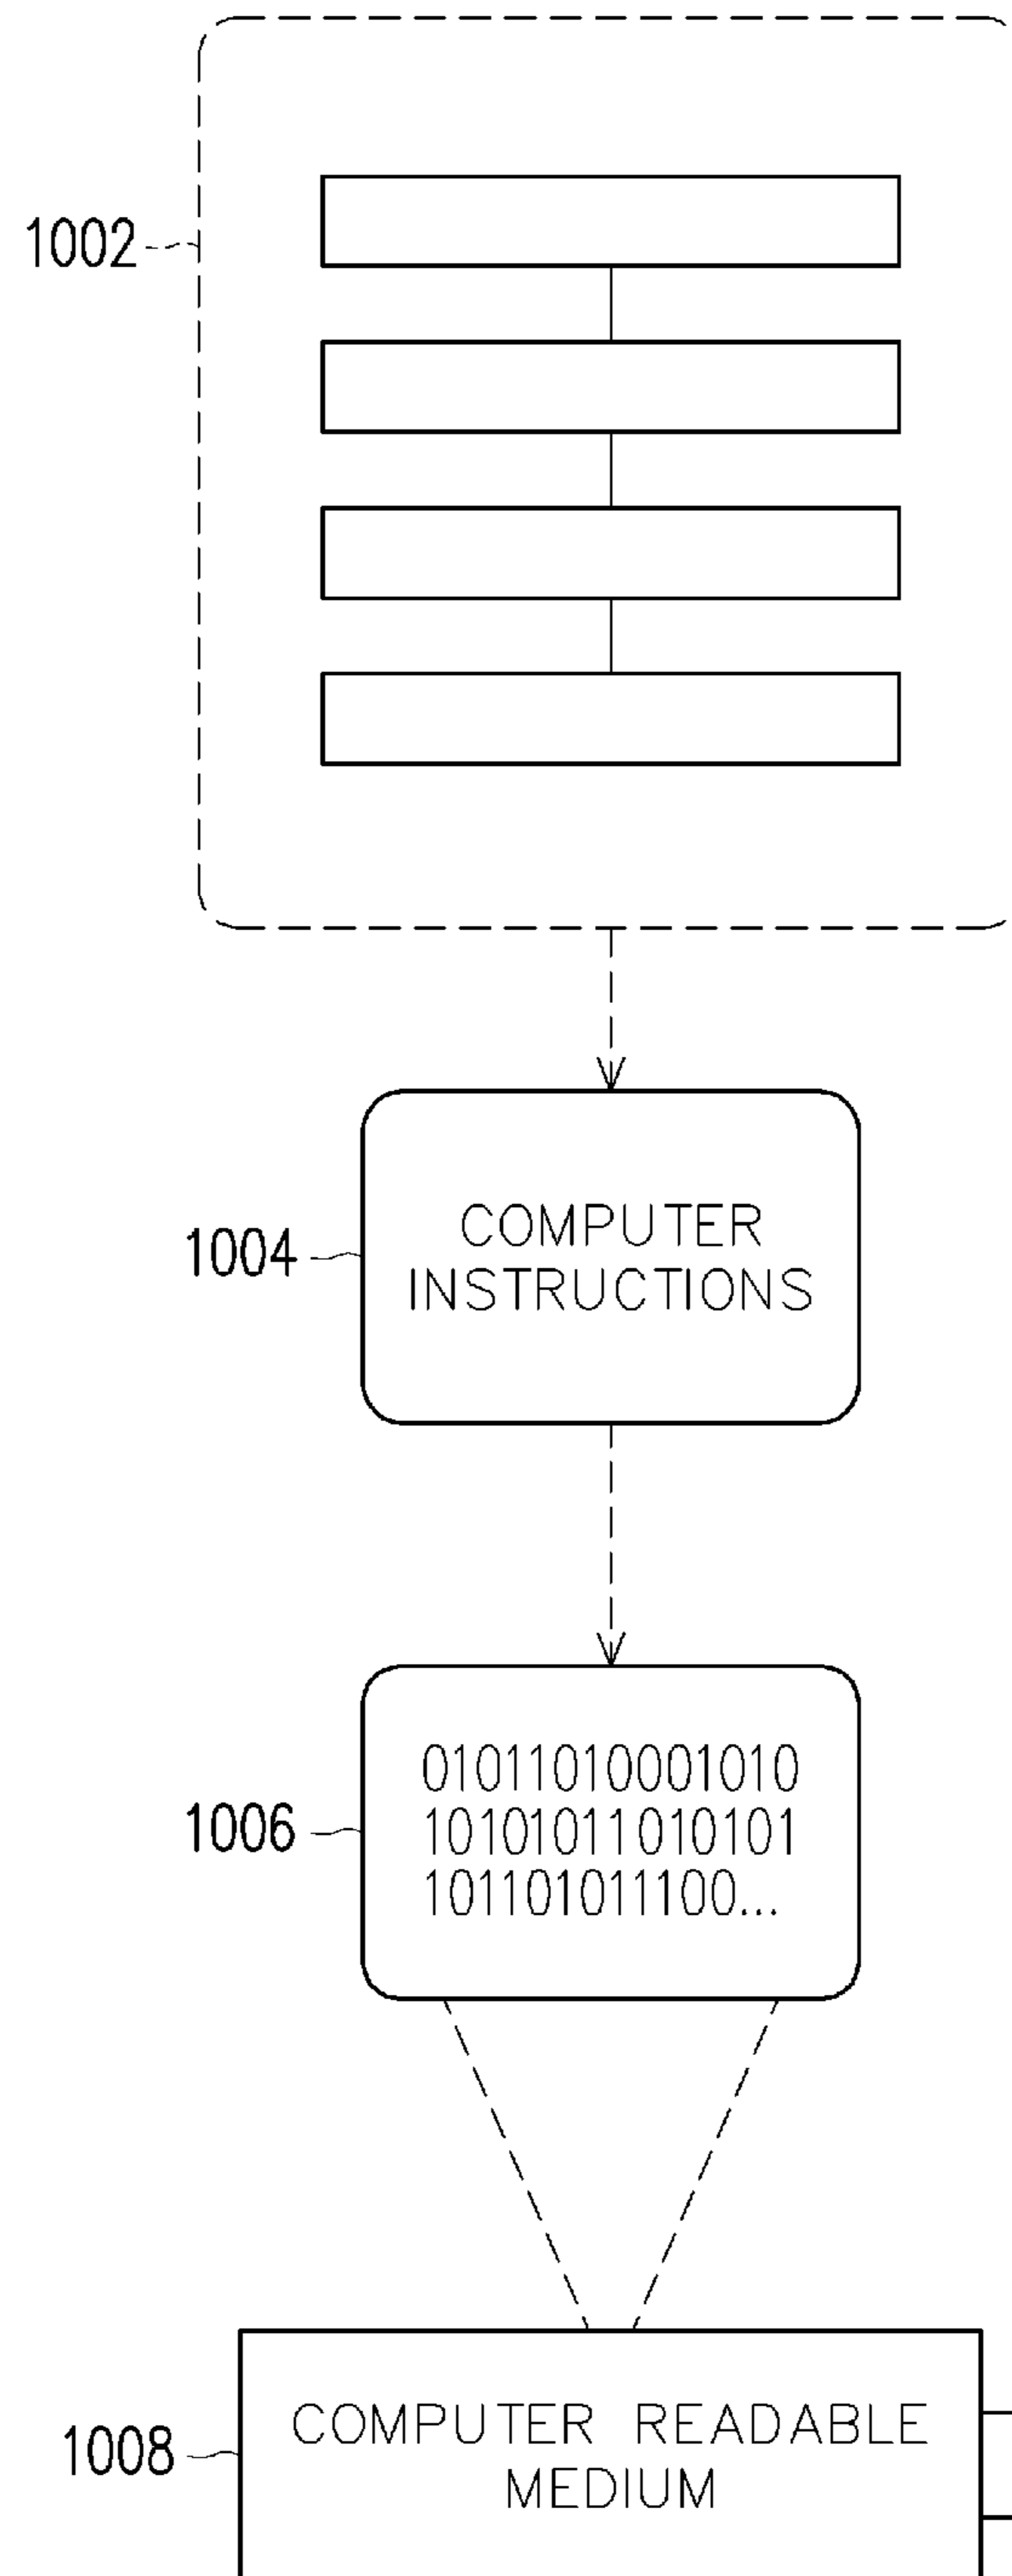 1002
1004
COMPUTER
INSTRUCTIONS
1006
01011010001010
10101011010101
101101011100...
1008
COMPUTER READABLE
MEDIUM